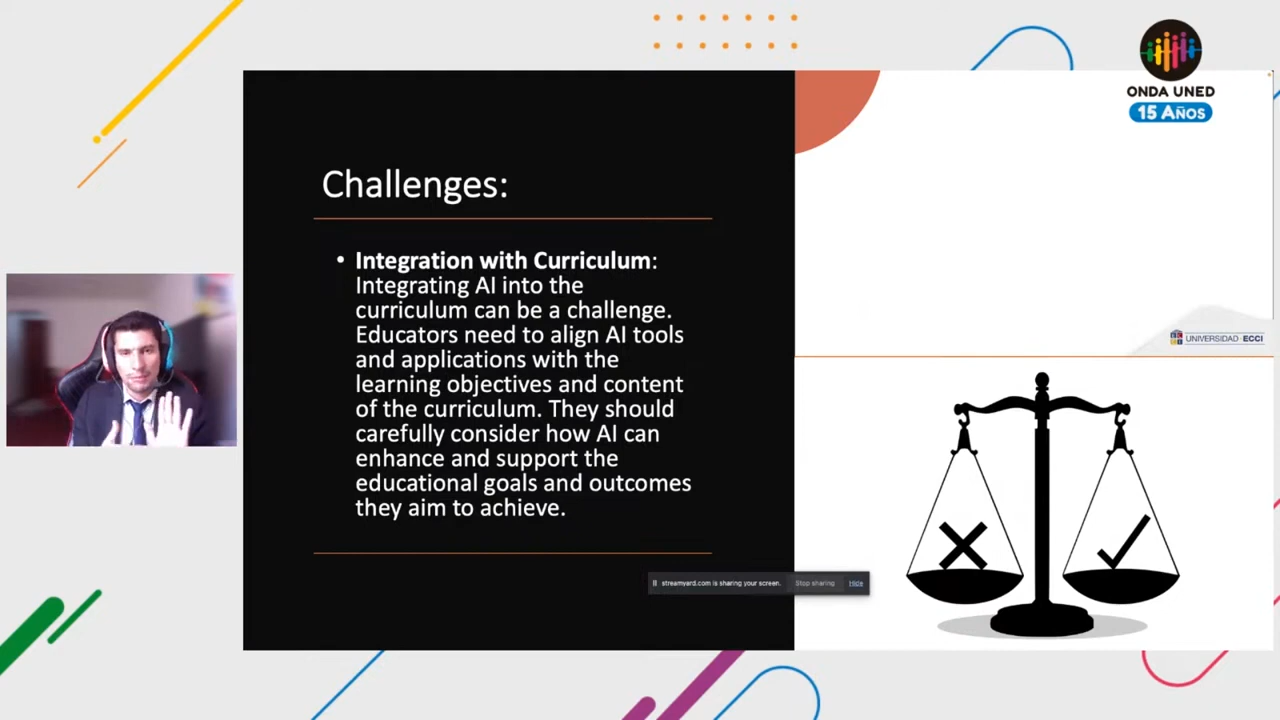 ONDA UNED
15 AÑOS
Challenges:
• Integration with Curriculum:
Integrating AI into the
curriculum can be a challenge.
Educators need to align AI tools
and applications with the
learning objectives and content
of the curriculum. They should
carefully consider how AI can
enhance and support the
educational goals and outcomes
they aim to achieve.
UNIVERSIDAD ECCI
streamyard.com is sharing your screen. Stop sharing Hide